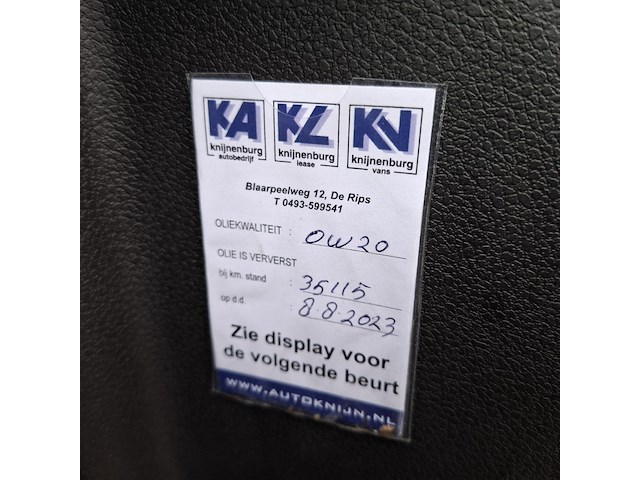 KA KL KN
knijnenburg knijnenburg knijnenburg
autobedrijf lease vans
Blaarpeelweg 12, De Rips
T 0493-599541
OLIEKWALITEIT : 0W20
OLIE IS VERVERST
bij km. stand : 35115
op d.d. : 8.8.2023
Zie display voor
de volgende beurt
WWW.AUTOKNIJN.NL